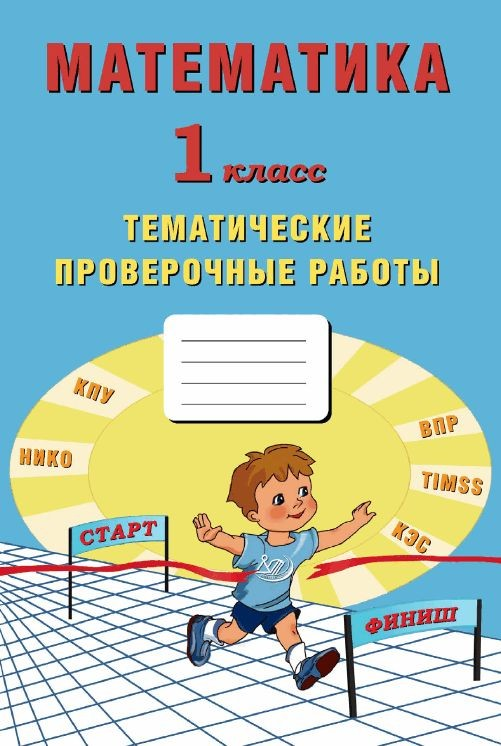 МАТЕМАТИКА
1 класс
ТЕМАТИЧЕСКИЕ
ПРОВЕРОЧНЫЕ РАБОТЫ
КПУ
ВПР
НИКО
TIMSS
СТАРТ
КЭС
ФИНИШ